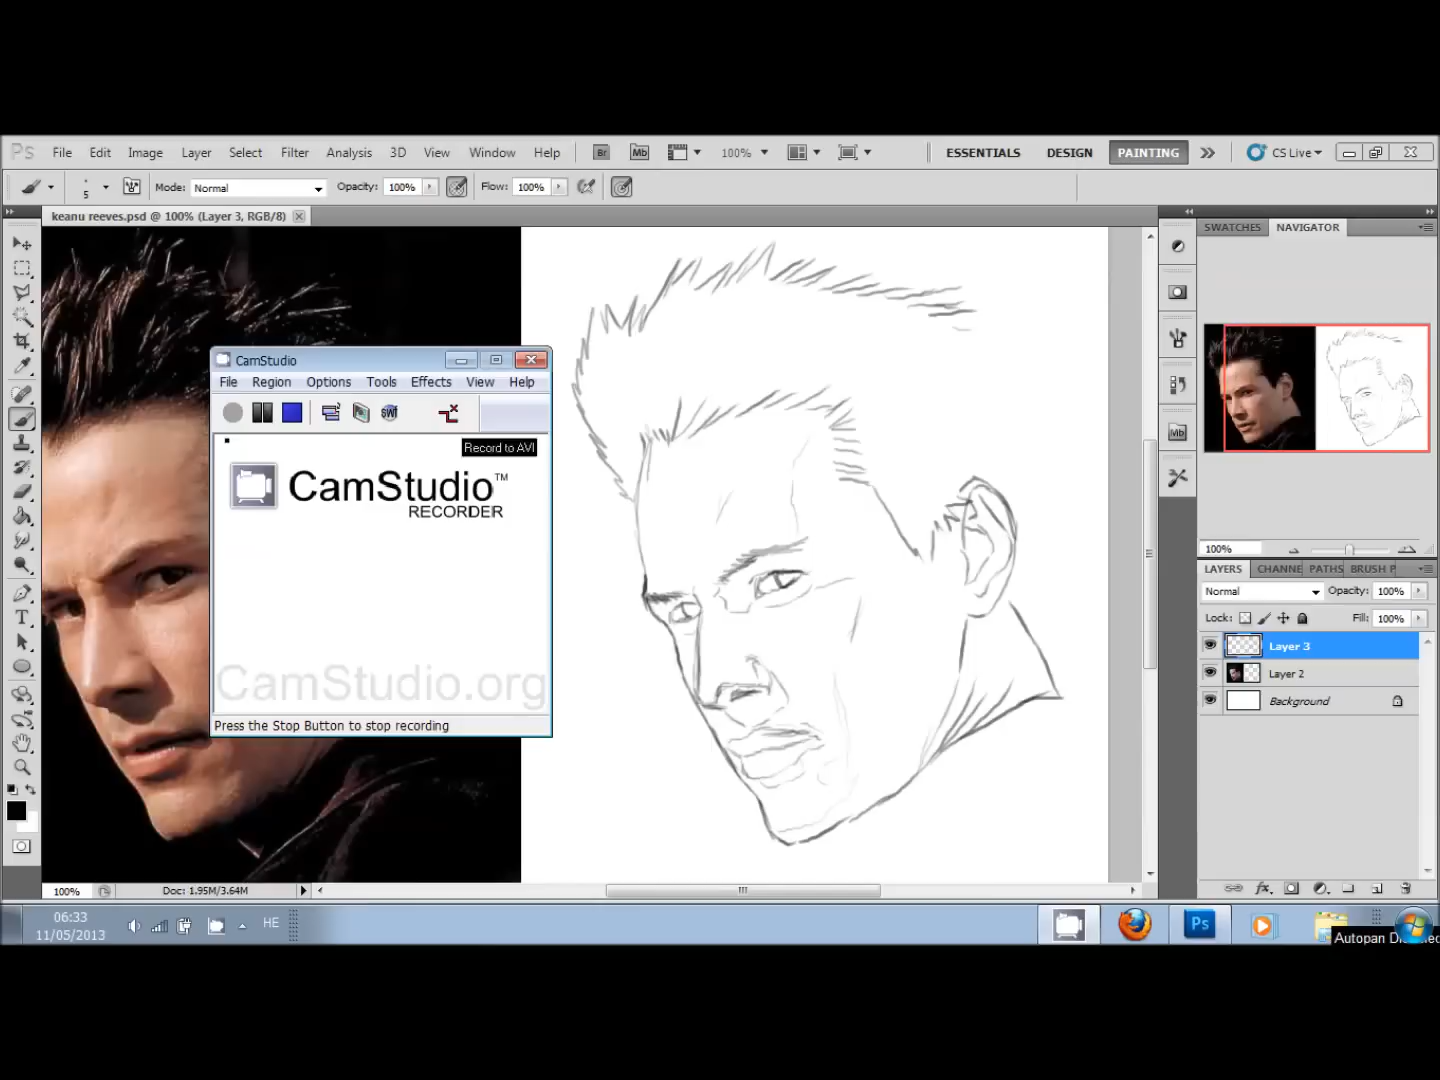 Ps File Edit Image Layer Select Filter Analysis 3D View Window Help Br Mb 100% ESSENTIALS DESIGN PAINTING CS Live
5 Mode: Normal Opacity: 100% Flow: 100%
keanu reeves.psd @ 100% (Layer 3, RGB/8)
SWATCHES NAVIGATOR
CamStudio
File Region Options Tools Effects View Help
SWF
Record to AVI
CamStudio™
RECORDER
CamStudio.org
Press the Stop Button to stop recording
Mb
100%
LAYERS CHANNE PATHS BRUSH P
Normal Opacity: 100%
Lock: Fill: 100%
Layer 3
Layer 2
Background
T
fx
100% Doc: 1.95M/3.64M
06:33
11/05/2013
HE
Ps
Autopan